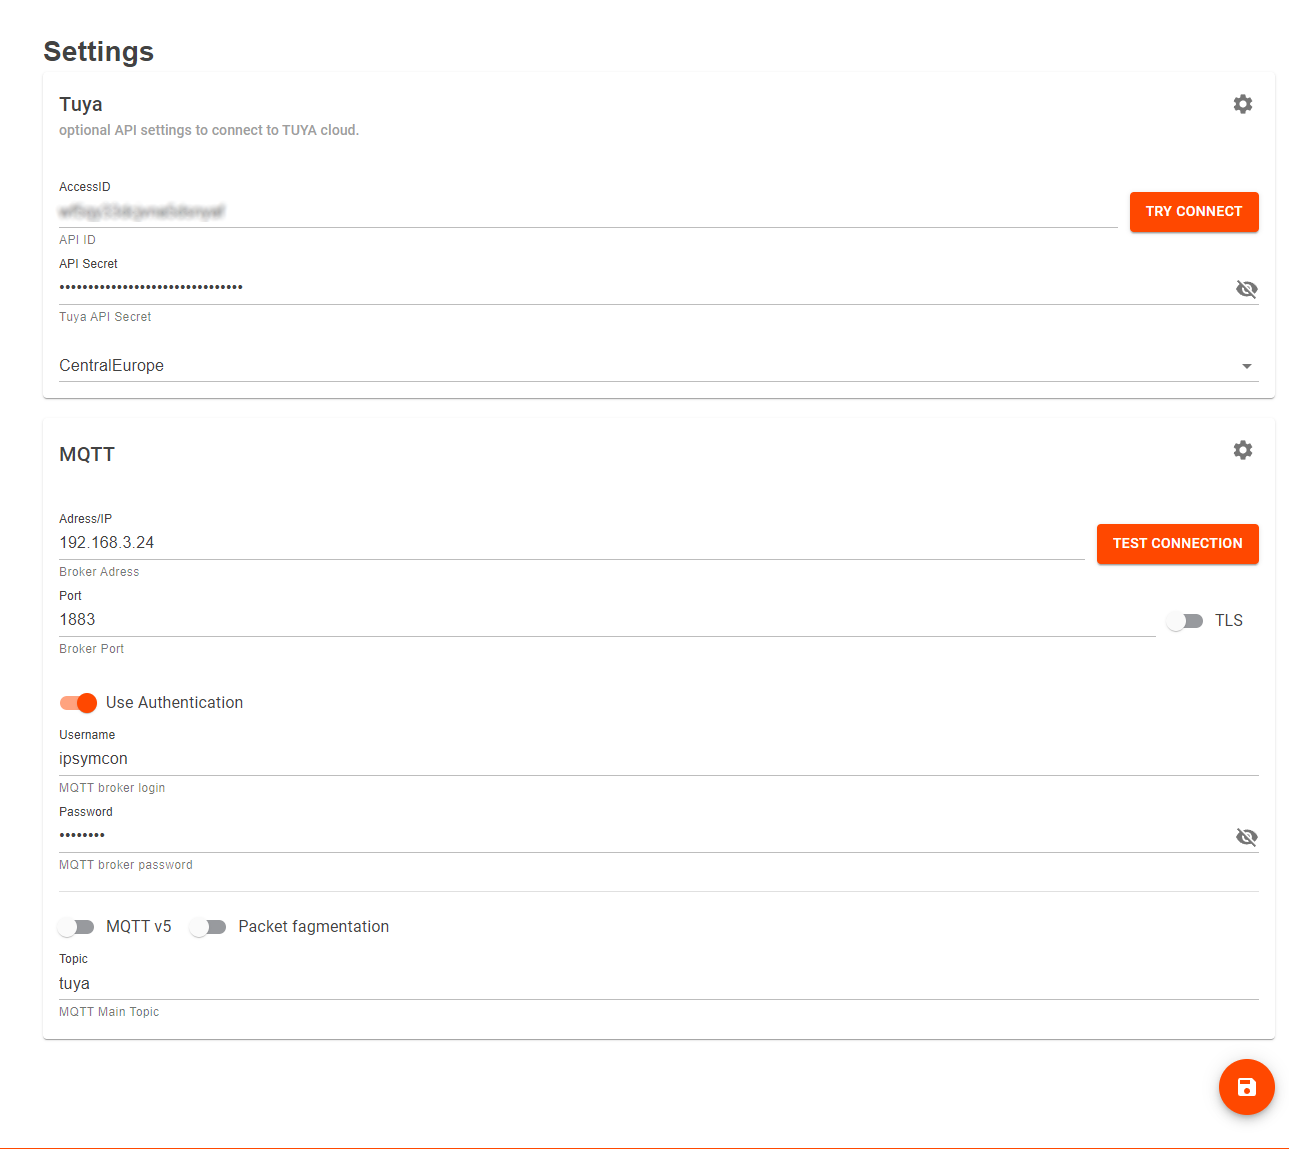 Settings
Tuya
optional API settings to connect to TUYA cloud.
AccessID
TRY CONNECT
API ID
API Secret
••••••••••••••••••••••••••••••••
Tuya API Secret
CentralEurope
MQTT
Adress/IP
192.168.3.24
TEST CONNECTION
Broker Adress
Port
1883
TLS
Broker Port
Use Authentication
Username
ipsymcon
MQTT broker login
Password
••••••••
MQTT broker password
MQTT v5 Packet fagmentation
Topic
tuya
MQTT Main Topic